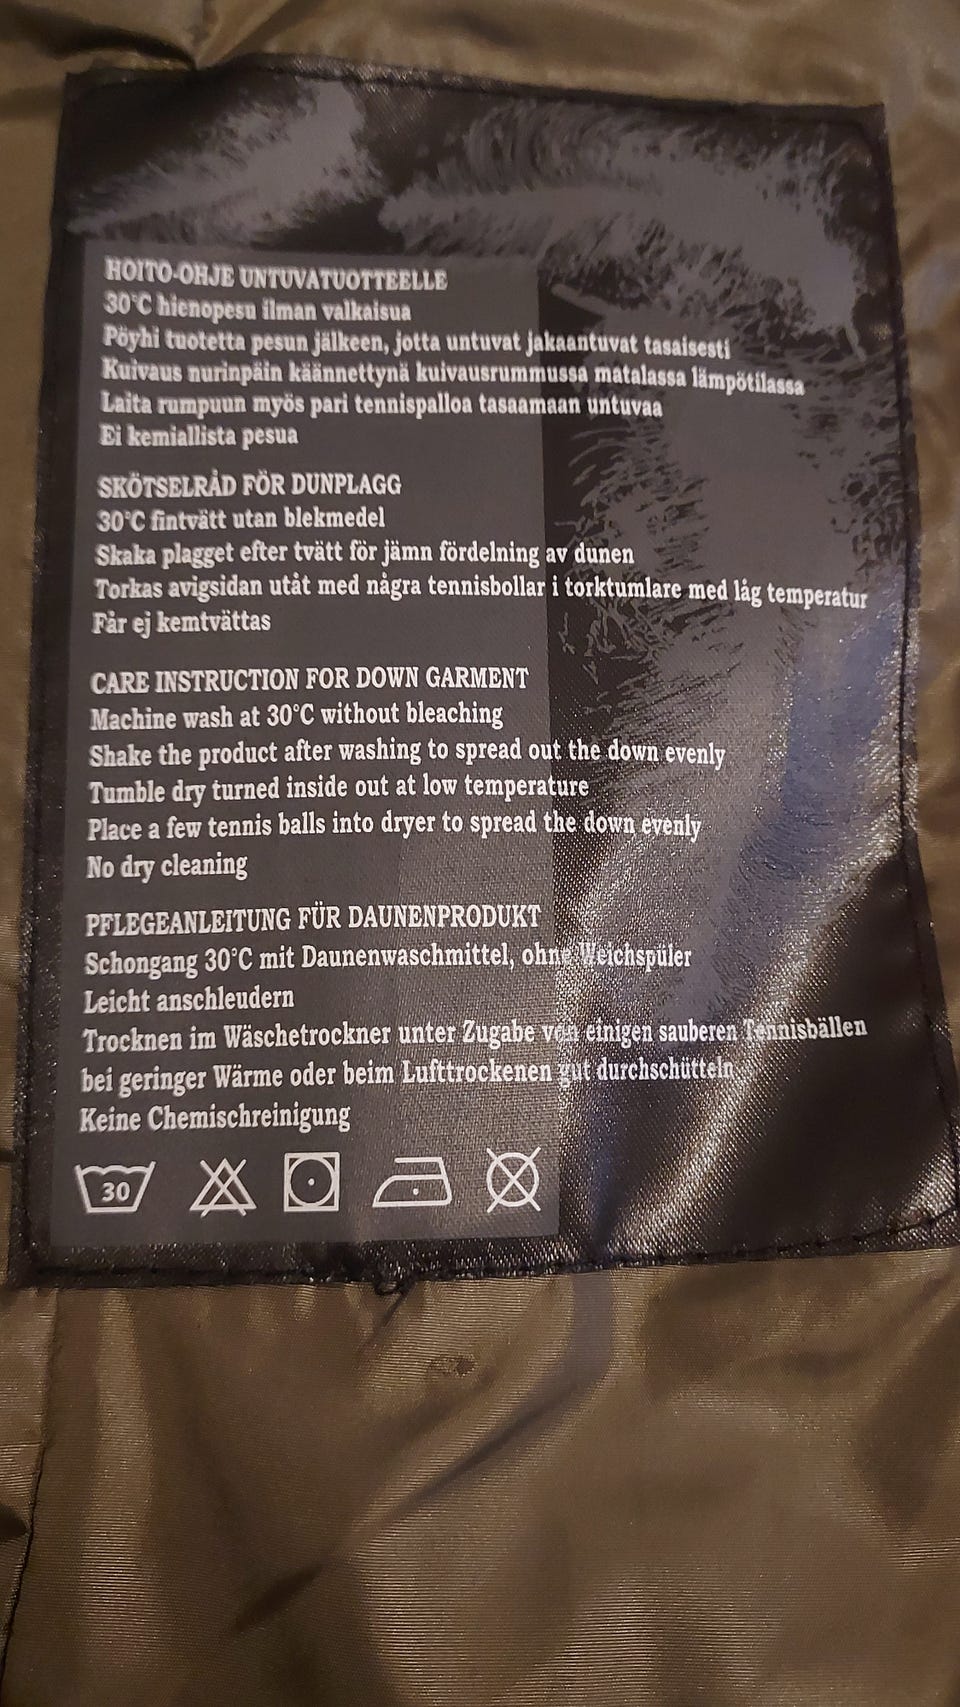 HOITO-OHJE UNTUVATUOTTEELLE
30°C hienopesu ilman valkaisua
Pöyhi tuotetta pesun jälkeen, jotta untuvat jakaantuvat tasaisesti
Kuivaus nurinpäin käännettynä kuivausrummussa matalassa lämpötilassa
Laita rumpuun myös pari tennispalloa tasaamaan untuvaa
Ei kemiallista pesua
SKÖTSELRÅD FÖR DUNPLAGG
30°C fintvätt utan blekmedel
Skaka plagget efter tvätt för jämn fördelning av dunen
Torkas avigsidan utåt med några tennisbollar i torktumlare med låg temperatur
Får ej kemtvättas
CARE INSTRUCTION FOR DOWN GARMENT
Machine wash at 30°C without bleaching
Shake the product after washing to spread out the down evenly
Tumble dry turned inside out at low temperature
Place a few tennis balls into dryer to spread the down evenly
No dry cleaning
PFLEGEANLEITUNG FÜR DAUNENPRODUKT
Schongang 30°C mit Daunenwaschmittel, ohne Weichspüler
Leicht anschleudern
Trocknen im Wäschetrockner unter Zugabe von einigen sauberen Tennisbällen
bei geringer Wärme oder beim Lufttrockenen gut durchschütteln
Keine Chemischreinigung
30